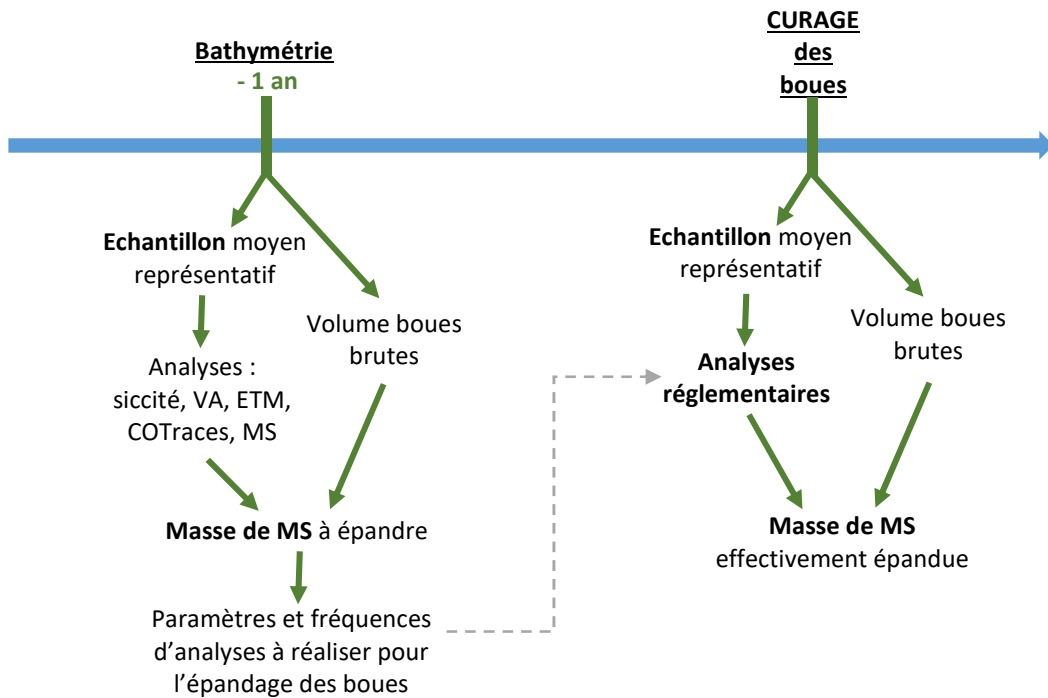 Bathymétrie
- 1 an
Echantillon moyen
représentatif
Analyses :
siccité, VA, ETM,
COTraces, MS
Volume boues
brutes
Masse de MS à épandre
Paramètres et fréquences
d’analyses à réaliser pour
l’épandage des boues
CURAGE
des
boues
Echantillon moyen
représentatif
Analyses
réglementaires
Volume boues
brutes
Masse de MS
effectivement épandue